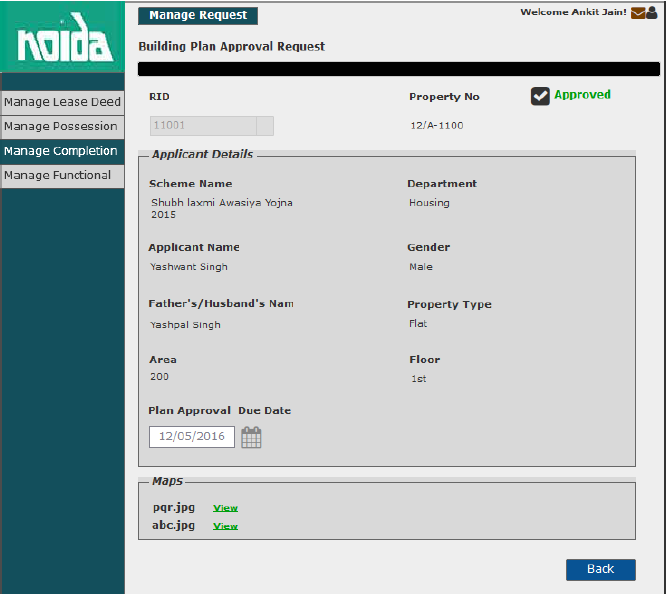 noida
Manage Request
Welcome Ankit Jain!
Building Plan Approval Request
Manage Lease Deed
Manage Possession
Manage Completion
Manage Functional
RID
Property No
Approved
11001
12/A-1100
Applicant Details
Scheme Name
Department
Shubh laxmi Awasiya Yojna
2015
Housing
Applicant Name
Gender
Yashwant Singh
Male
Father's/Husband's Nam
Property Type
Yashpal Singh
Flat
Area
Floor
200
1st
Plan Approval Due Date
12/05/2016
Maps
pqr.jpg View
abc.jpg View
Back